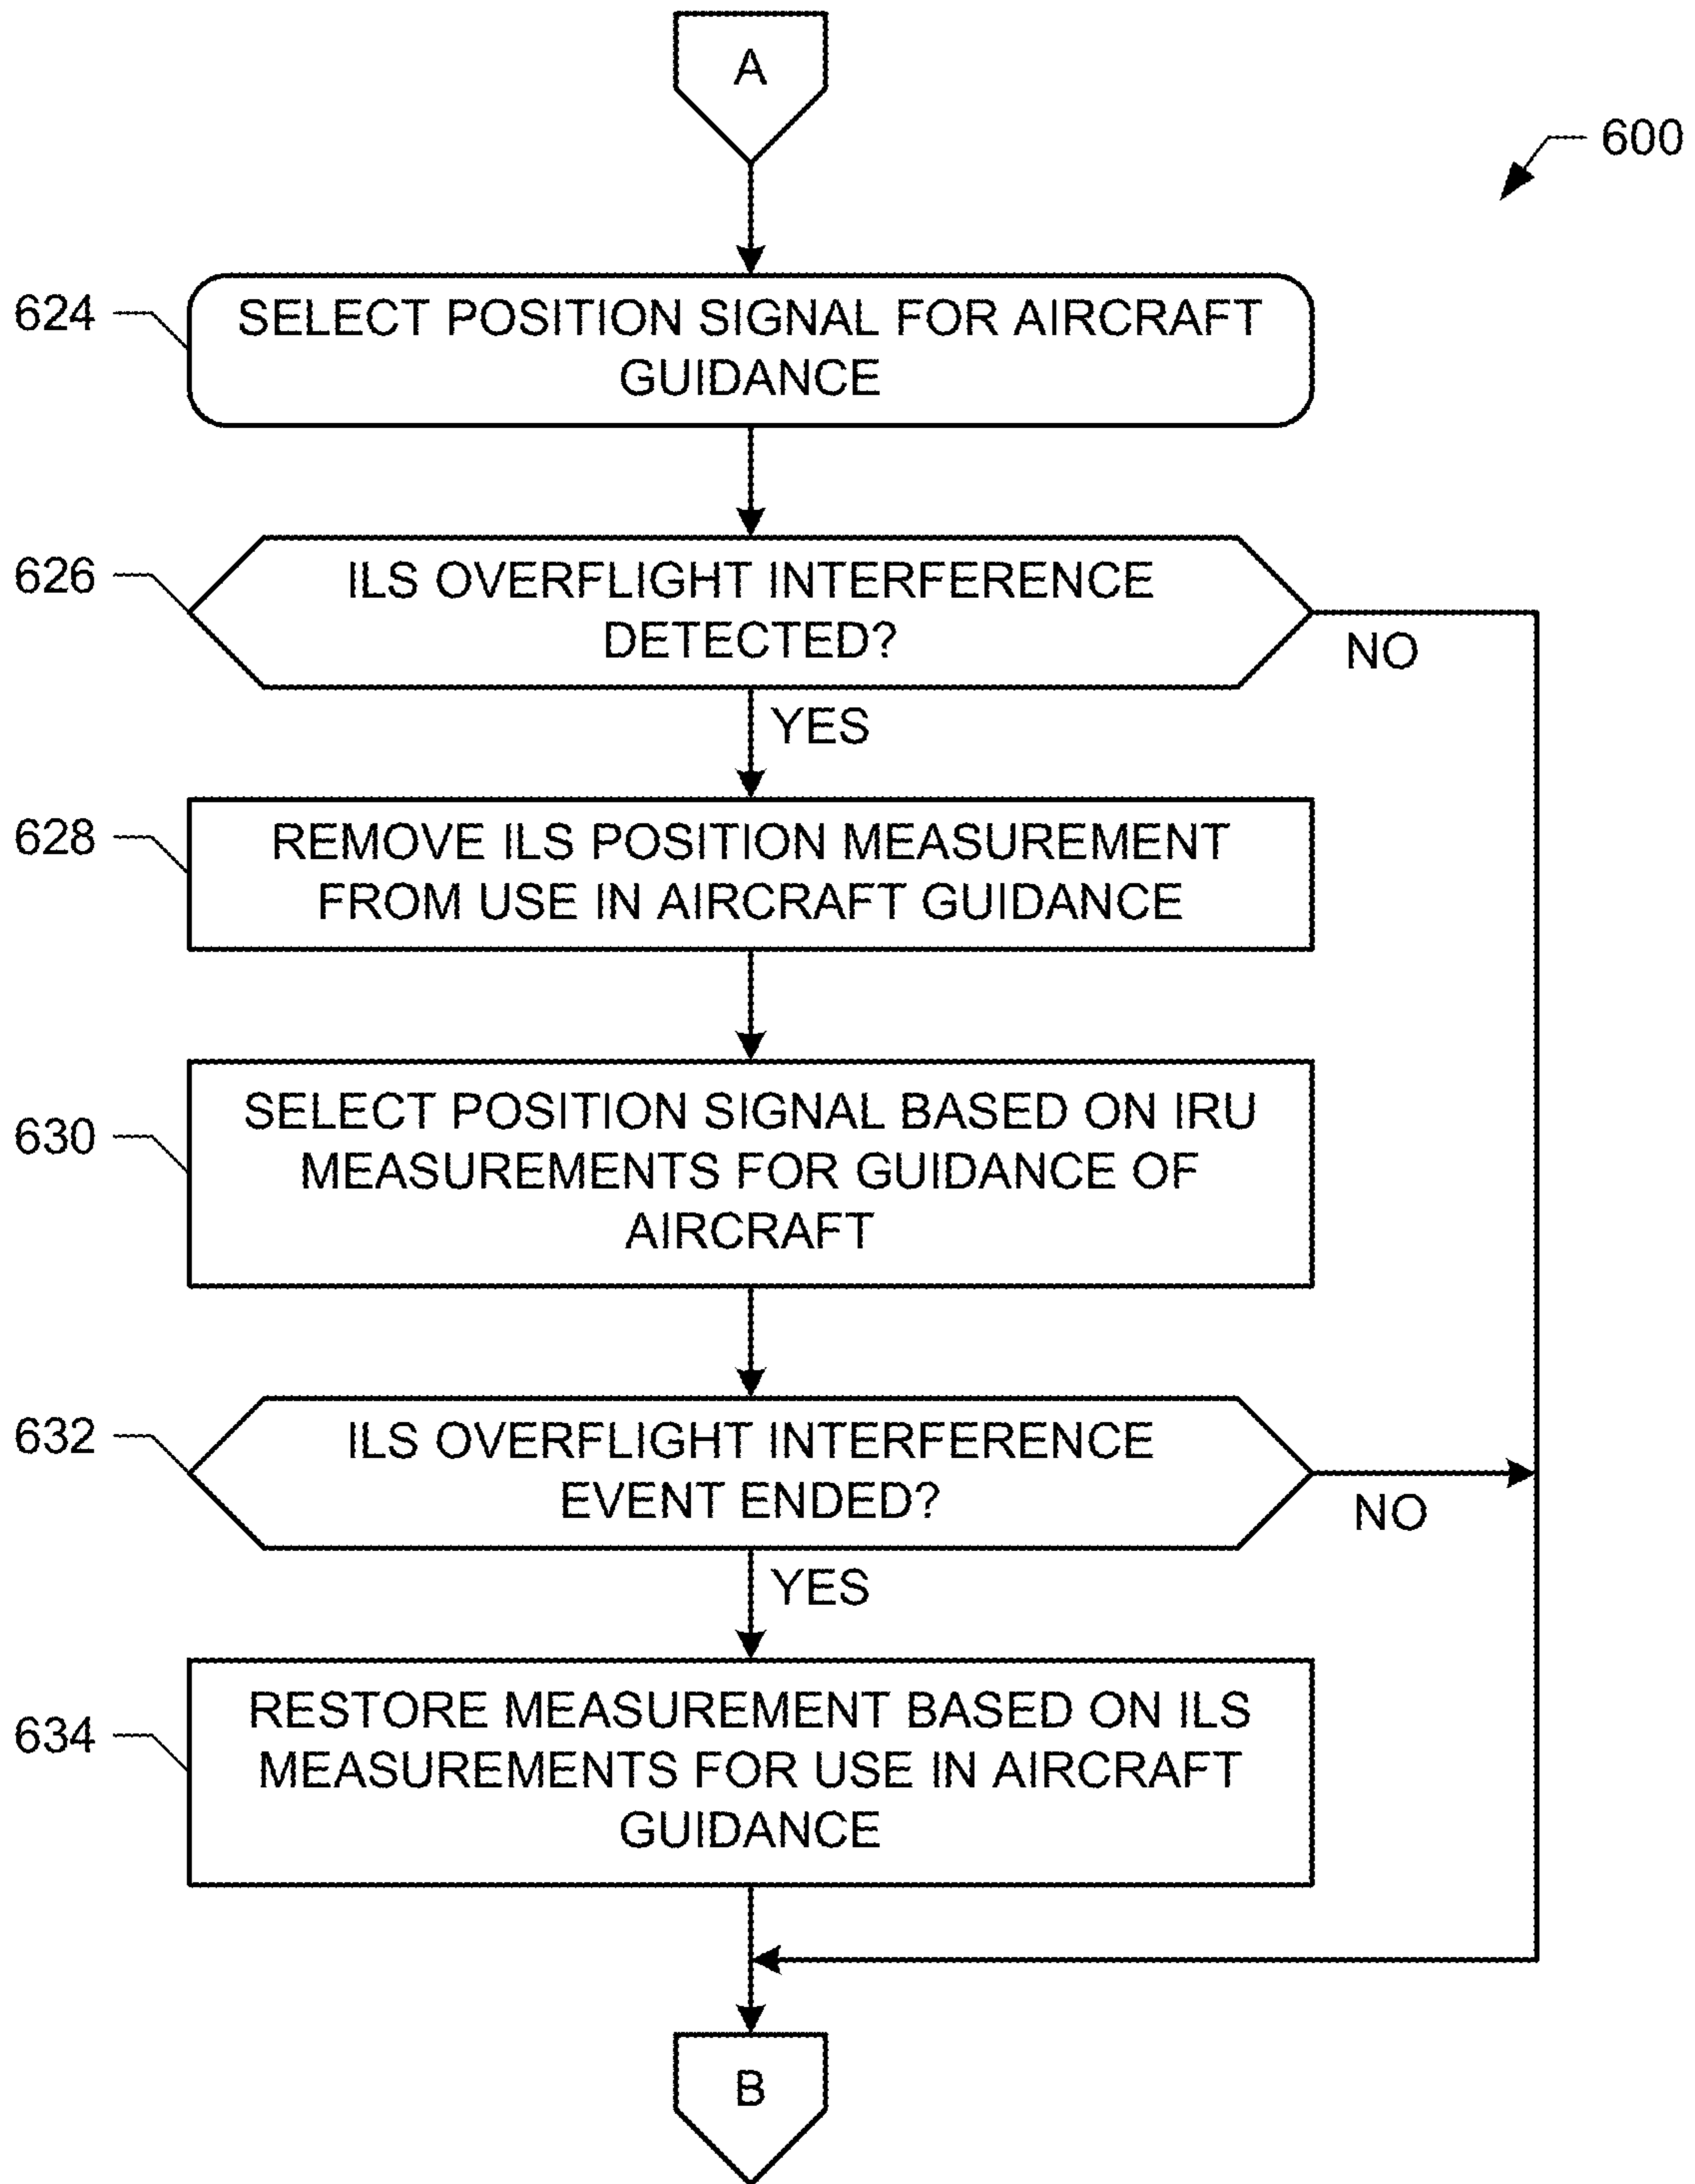 A
600
624
SELECT POSITION SIGNAL FOR AIRCRAFT
GUIDANCE
626
ILS OVERFLIGHT INTERFERENCE
DETECTED?
NO
YES
628
REMOVE ILS POSITION MEASUREMENT
FROM USE IN AIRCRAFT GUIDANCE
630
SELECT POSITION SIGNAL BASED ON IRU
MEASUREMENTS FOR GUIDANCE OF
AIRCRAFT
632
ILS OVERFLIGHT INTERFERENCE
EVENT ENDED?
NO
YES
634
RESTORE MEASUREMENT BASED ON ILS
MEASUREMENTS FOR USE IN AIRCRAFT
GUIDANCE
B